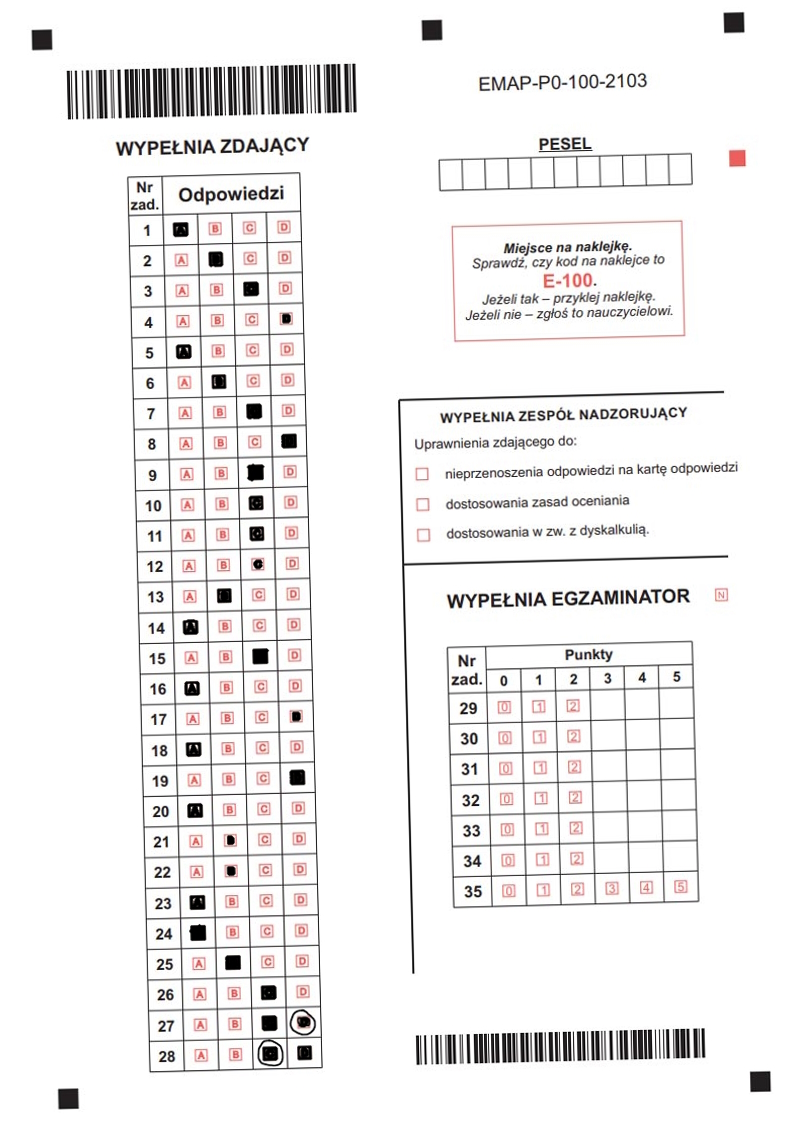 EMAP-P0-100-2103
WYPEŁNIA ZDAJĄCY
Nr zad. Odpowiedzi
1 A B C D
2 A C D
3 A B D
4 A B C D
5 A B C D
6 A C D
7 A B D
8 A B C
9 A B D
10 A B C D
11 A B C D
12 A B C D
13 A C D
14 A B C D
15 A B D
16 A B C D
17 A B C D
18 A B C D
19 A B C
20 A B C D
21 A B C D
22 A B C D
23 A B C D
24 B C D
25 A C D
26 A B D
27 A B
28 A B
PESEL
Miejsce na naklejkę.
Sprawdź, czy kod na naklejce to
E-100.
Jeżeli tak – przyklej naklejkę.
Jeżeli nie – zgłoś to nauczycielowi.
WYPEŁNIA ZESPÓŁ NADZORUJĄCY
Uprawnienia zdającego do:
nieprzenoszenia odpowiedzi na kartę odpowiedzi
dostosowania zasad oceniania
dostosowania w zw. z dyskalkulią.
WYPEŁNIA EGZAMINATOR N
Nr zad. Punkty
0 1 2 3 4 5
29 0 1 2
30 0 1 2
31 0 1 2
32 0 1 2
33 0 1 2
34 0 1 2
35 0 1 2 3 4 5